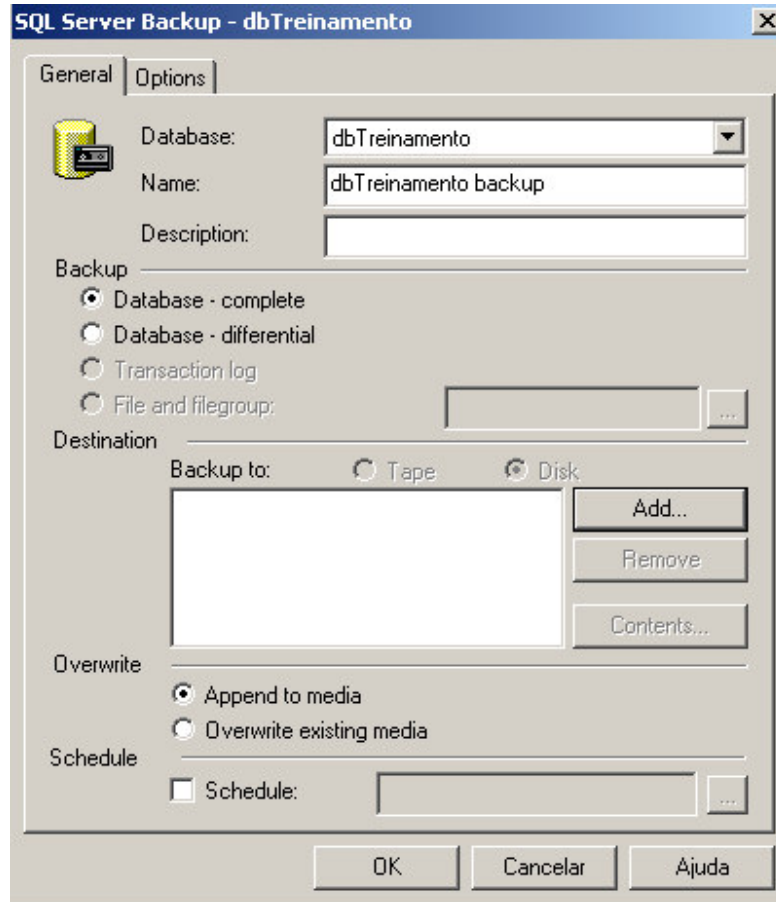 SQL Server Backup - dbTreinamento
General Options
Database: dbTreinamento
Name: dbTreinamento backup
Description:
Backup
Database - complete
Database - differential
Transaction log
File and filegroup: ...
Destination
Backup to: Tape Disk
Add...
Remove
Contents...
Overwrite
Append to media
Overwrite existing media
Schedule
Schedule: ...
OK Cancelar Ajuda